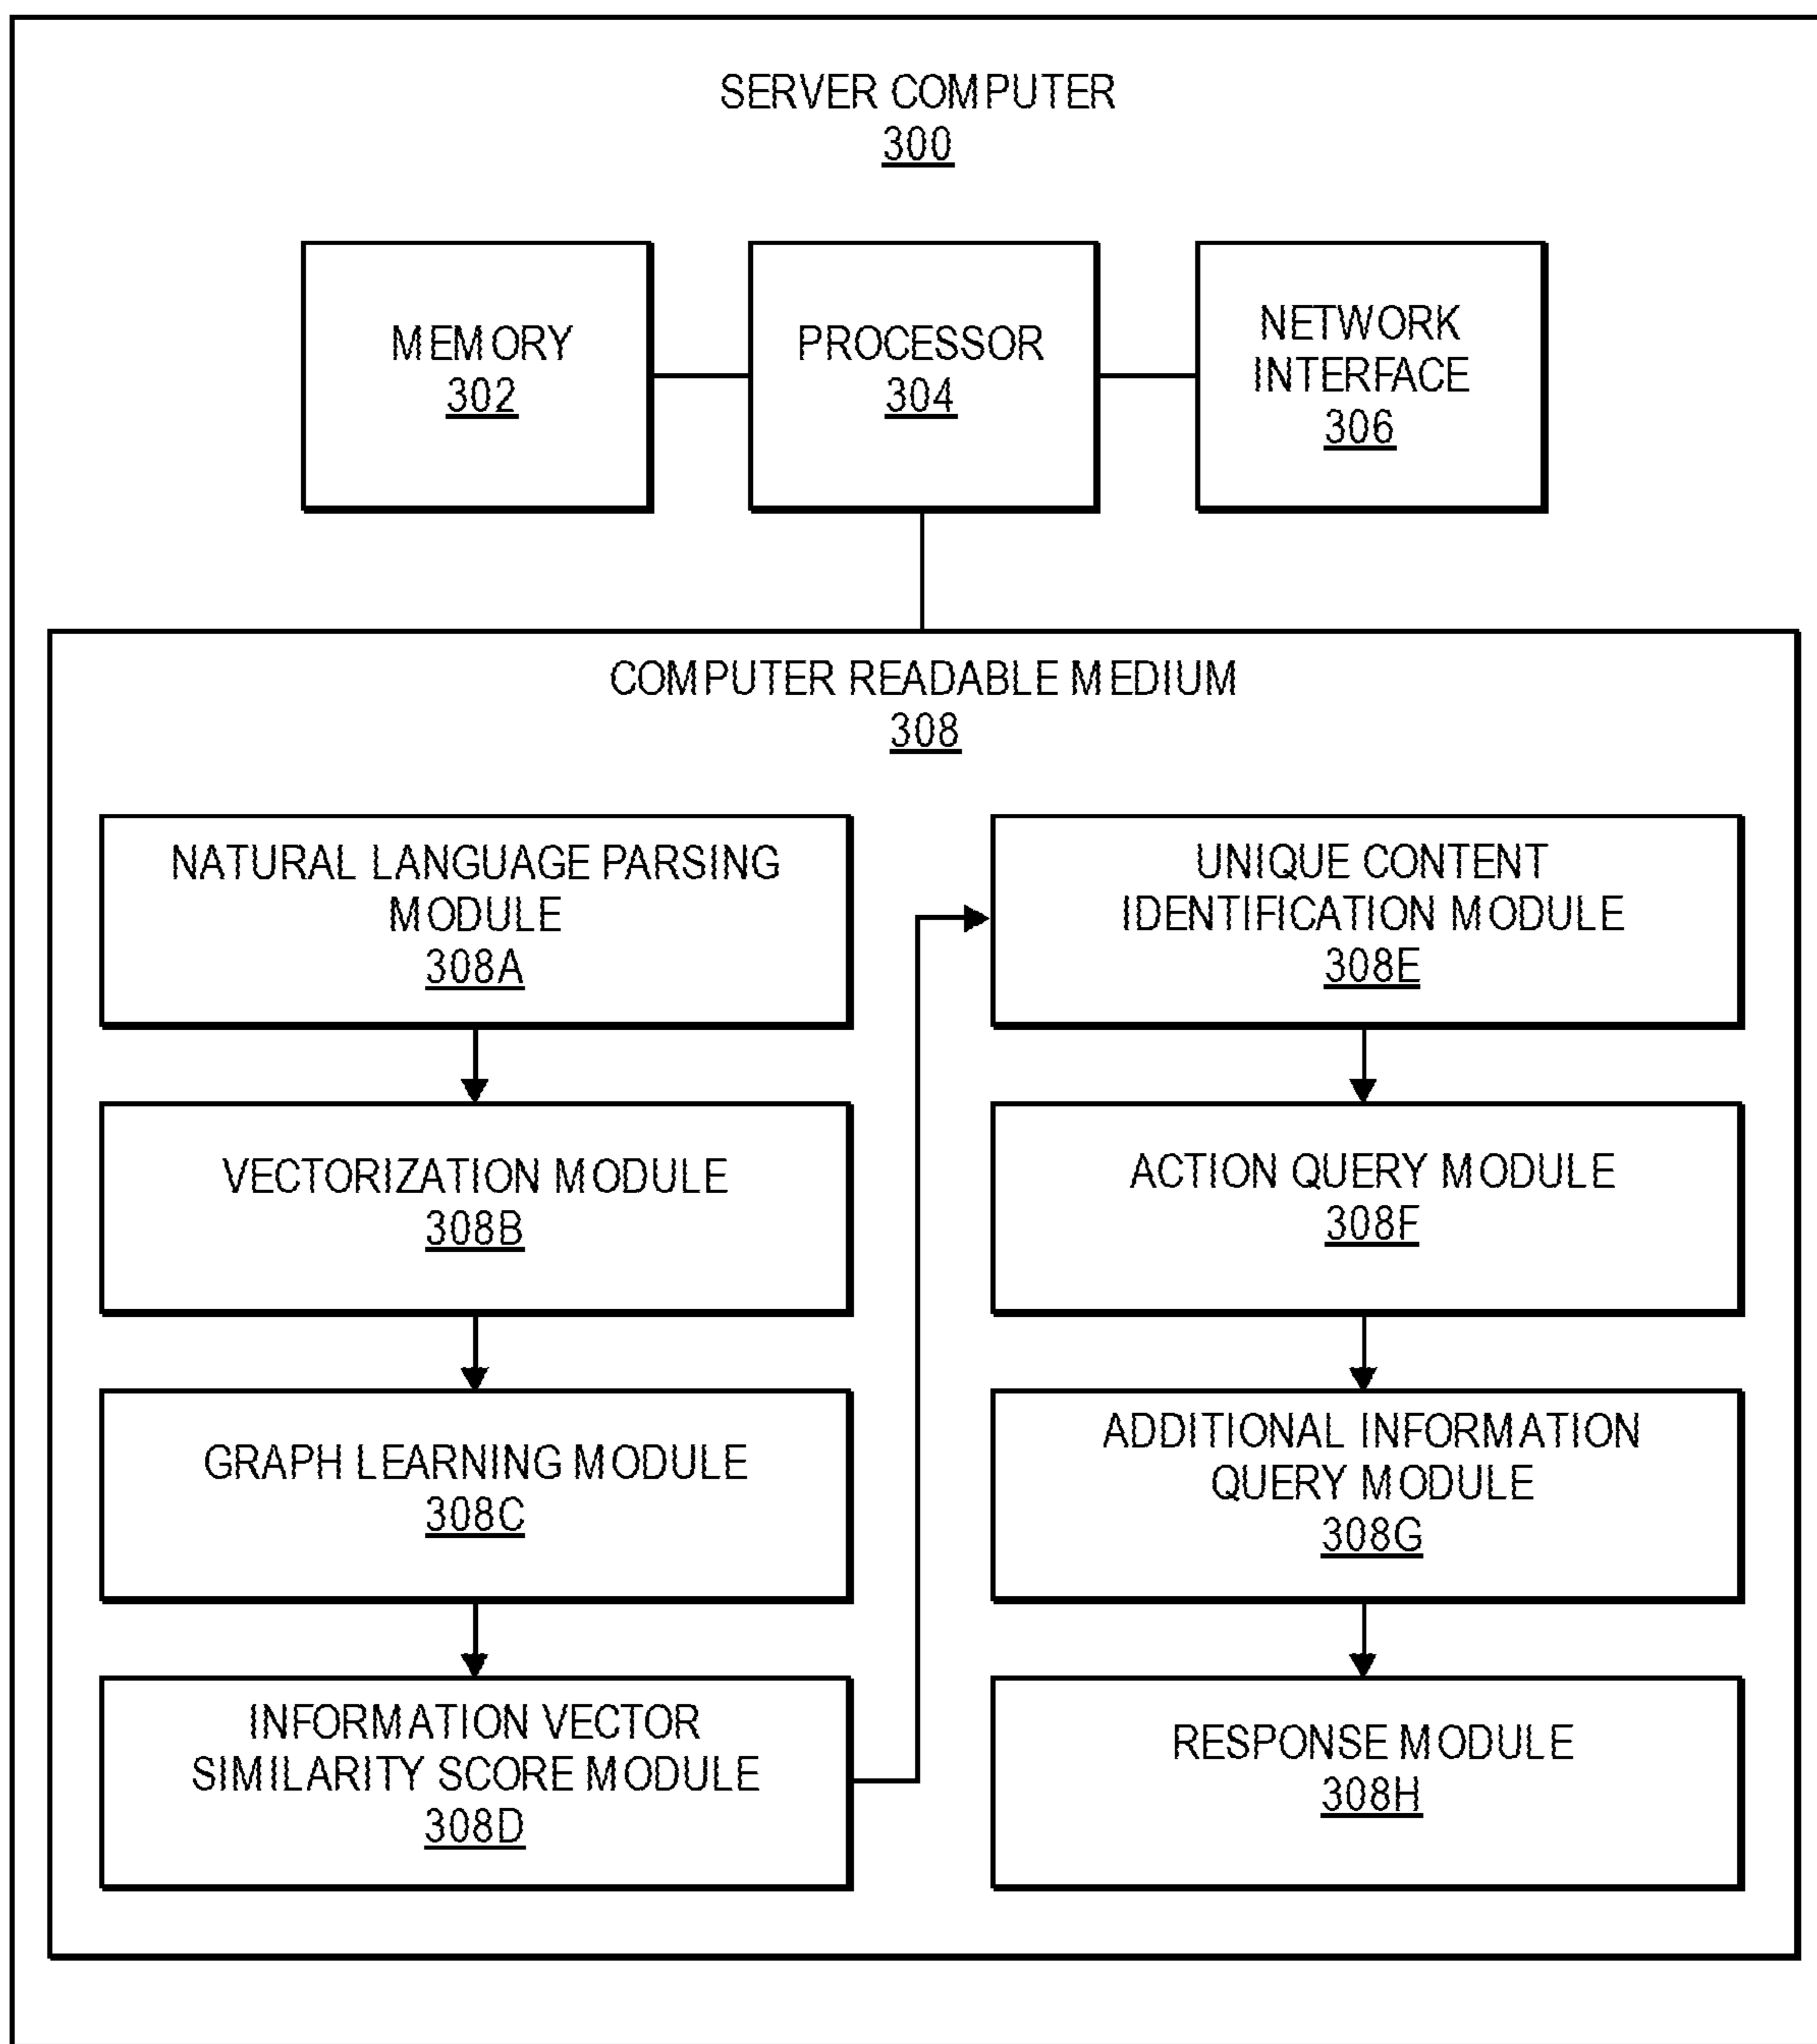 SERVER COMPUTER
300
MEMORY
302
PROCESSOR
304
NETWORK
INTERFACE
306
COMPUTER READABLE MEDIUM
308
NATURAL LANGUAGE PARSING
MODULE
308A
VECTORIZATION MODULE
308B
GRAPH LEARNING MODULE
308C
INFORMATION VECTOR
SIMILARITY SCORE MODULE
308D
UNIQUE CONTENT
IDENTIFICATION MODULE
308E
ACTION QUERY MODULE
308F
ADDITIONAL INFORMATION
QUERY MODULE
308G
RESPONSE MODULE
308H